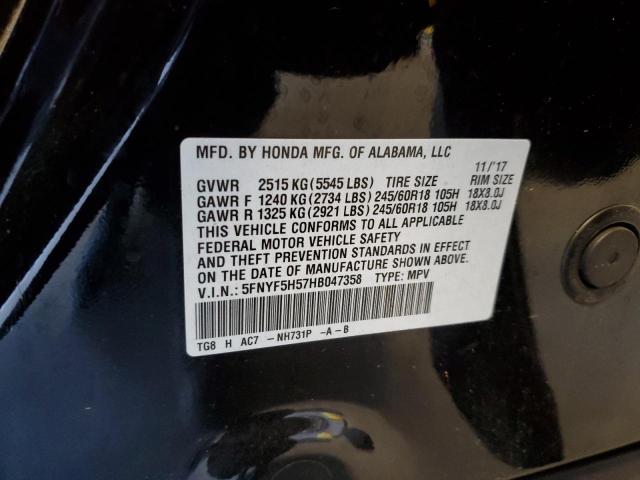 MFD. BY HONDA MFG. OF ALABAMA, LLC
11/'17
GVWR 2515 KG (5545 LBS) TIRE SIZE RIM SIZE
GAWR F 1240 KG (2734 LBS) 245/60R18 105H 18X8.0J
GAWR R 1325 KG (2921 LBS) 245/60R18 105H 18X8.0J
THIS VEHICLE CONFORMS TO ALL APPLICABLE
FEDERAL MOTOR VEHICLE SAFETY
AND THEFT PREVENTION STANDARDS IN EFFECT
ON DATE OF MANUFACTURE SHOWN ABOVE.
V.I.N.: 5FNYF5H57HB047358 TYPE: MPV
TG8 H AC7 -NH731P -A-B